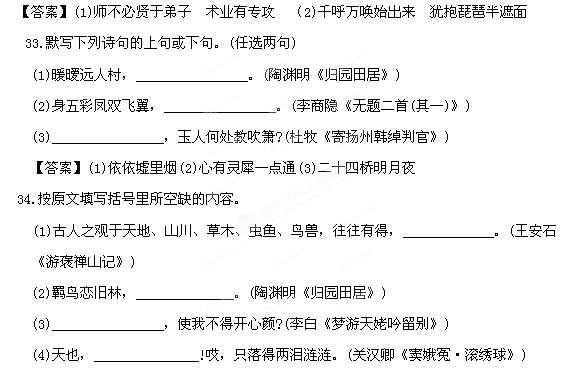 【答案】(1)师不必贤于弟子 术业有专攻 (2)千呼万唤始出来 犹抱琵琶半遮面
33.默写下列诗句的上句或下句。(任选两句)
(1)暧暧远人村，______________。(陶渊明《归园田居》)
(2)身五彩凤双飞翼，______________。(李商隐《无题二首(其一)》)
(3)______________，玉人何处教吹箫?(杜牧《寄扬州韩绰判官》)
【答案】(1)依依墟里烟(2)心有灵犀一点通(3)二十四桥明月夜
34.按原文填写括号里所空缺的内容。
(1)古人之观于天地、山川、草木、虫鱼、鸟兽，往往有得，____________。(王安石
《游褒禅山记》)
(2)羁鸟恋旧林，____________。(陶渊明《归园田居》)
(3)______________，使我不得开心颜?(李白《梦游天姥吟留别》)
(4)天也，______________!哎，只落得两泪涟涟。(关汉卿《窦娥冤·滚绣球》)